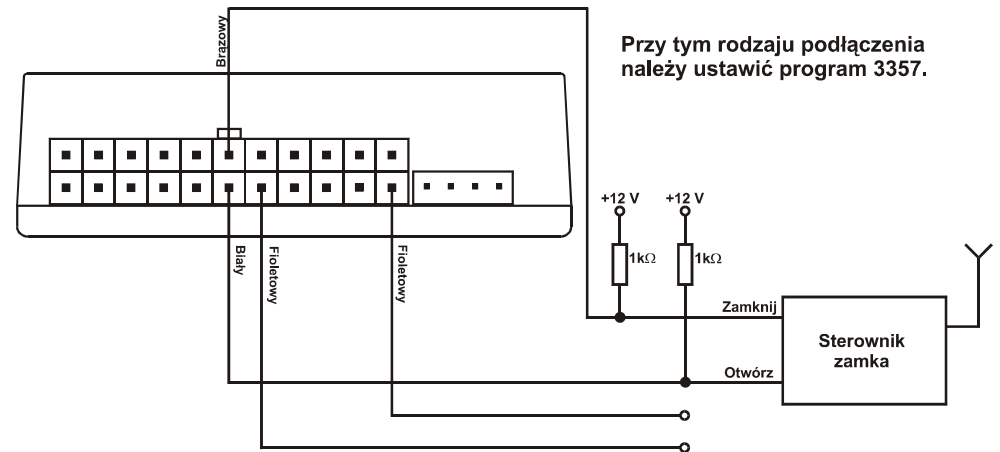 Brązowy
Przy tym rodzaju podłączenia
należy ustawić program 3357.
+12 V
+12 V
1kΩ
1kΩ
Biały
Fioletowy
Fioletowy
Zamknij
Otwórz
Sterownik
zamka